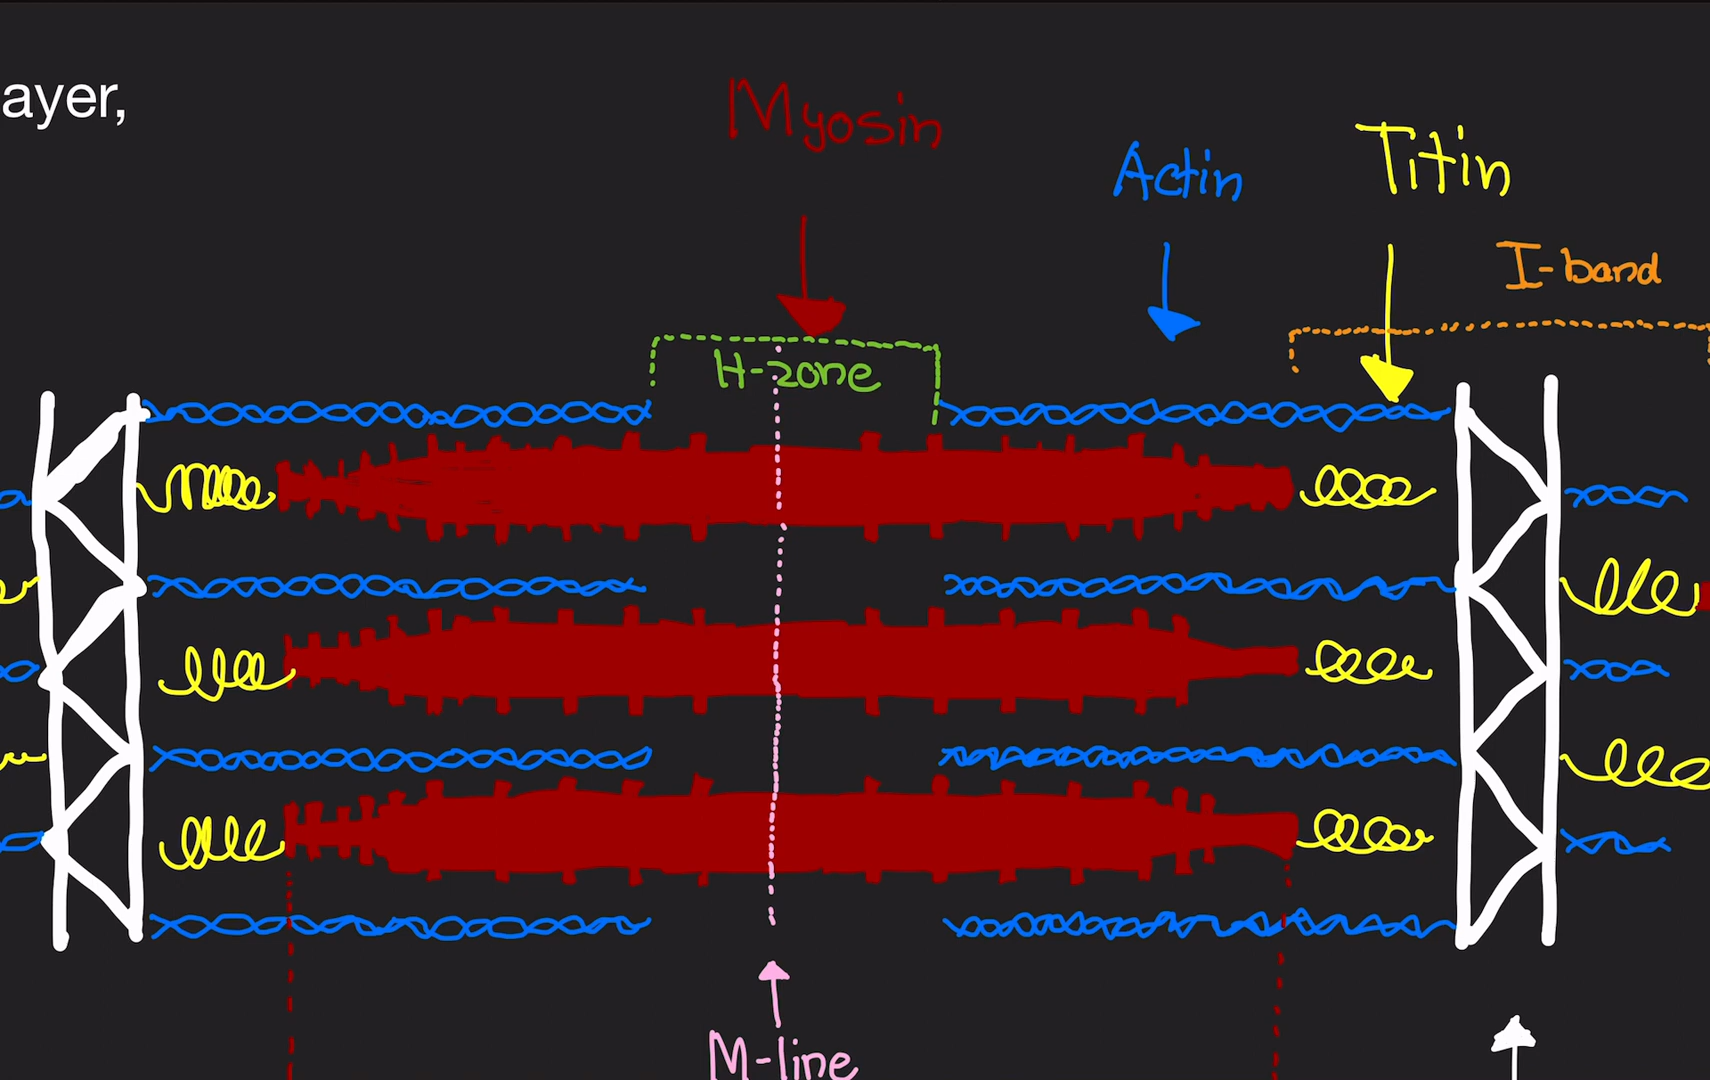 ayer,
Myosin
Actin
Titin
I-band
H-zone
M-line